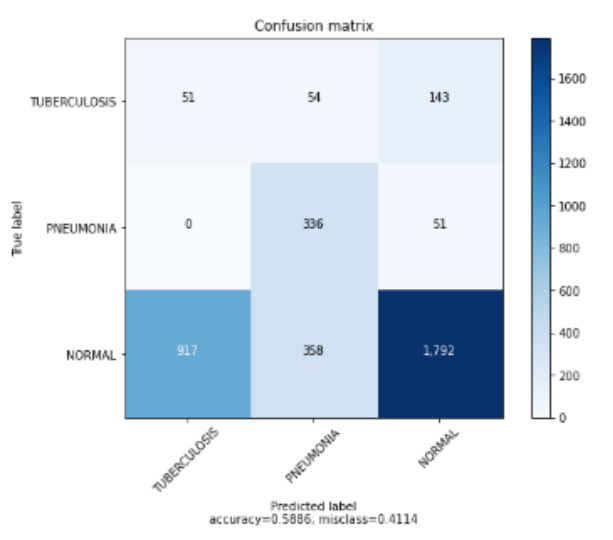 Confusion matrix
TUBERCULOSIS 51 54 143
PNEUMONIA 0 336 51
NORMAL 917 358 1,792
True label
TUBERCULOSIS PNEUMONIA NORMAL
Predicted label
accuracy=0.5886; misclass=0.4114
1600
1400
1200
1000
800
600
400
200
0